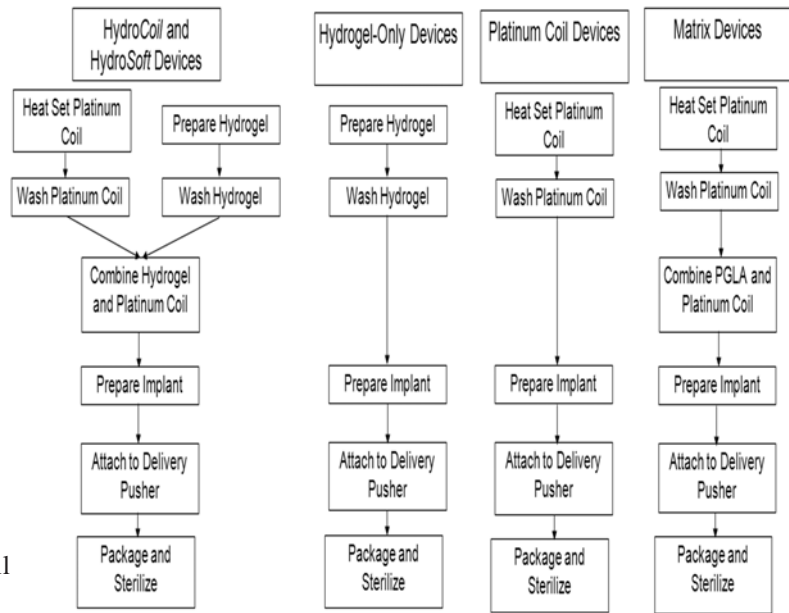 HydroCoil and
HydroSoft Devices
Heat Set Platinum
Coil
Prepare Hydrogel
Wash Platinum Coil
Wash Hydrogel
Combine Hydrogel
and Platinum Coil
Prepare Implant
Attach to Delivery
Pusher
Package and
Sterilize
Hydrogel-Only Devices
Prepare Hydrogel
Wash Hydrogel
Prepare Implant
Attach to Delivery
Pusher
Package and
Sterilize
Platinum Coil Devices
Heat Set Platinum
Coil
Wash Platinum Coil
Prepare Implant
Attach to Delivery
Pusher
Package and
Sterilize
Matrix Devices
Heat Set Platinum
Coil
Wash Platinum Coil
Combine PGLA and
Platinum Coil
Prepare Implant
Attach to Delivery
Pusher
Package and
Sterilize